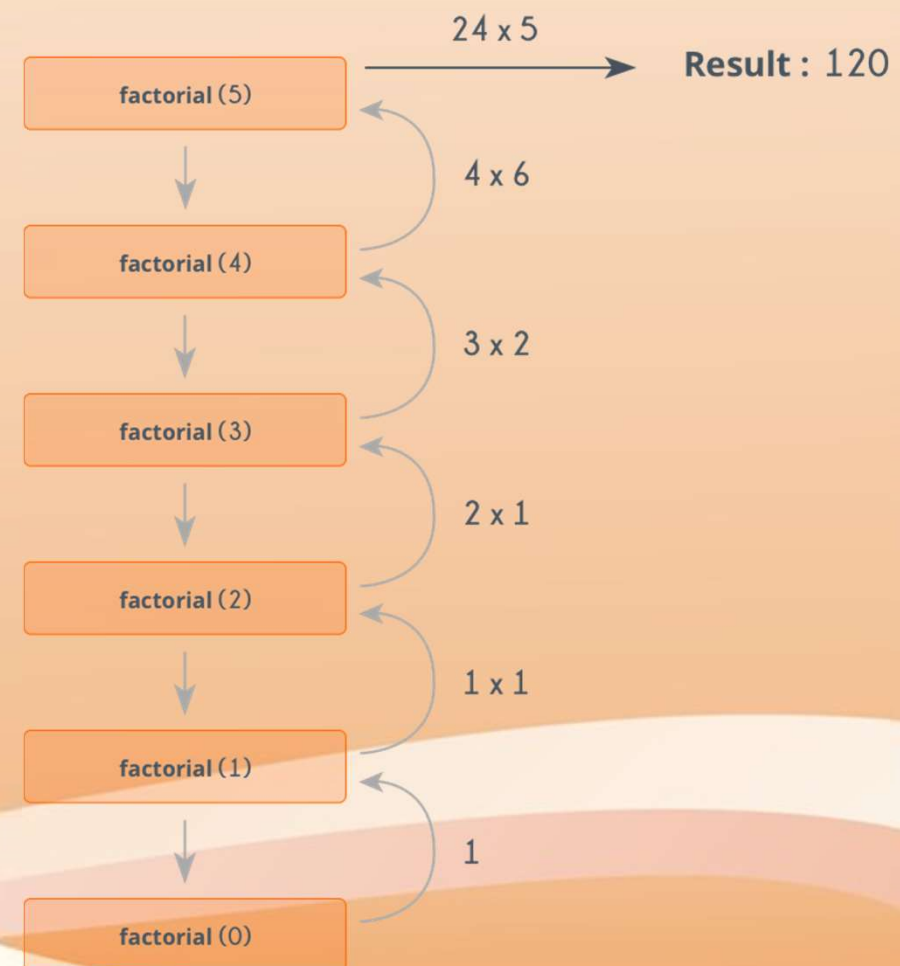 24 x 5
factorial (5)
Result : 120
4 x 6
factorial (4)
3 x 2
factorial (3)
2 x 1
factorial (2)
1 x 1
factorial (1)
1
factorial (0)